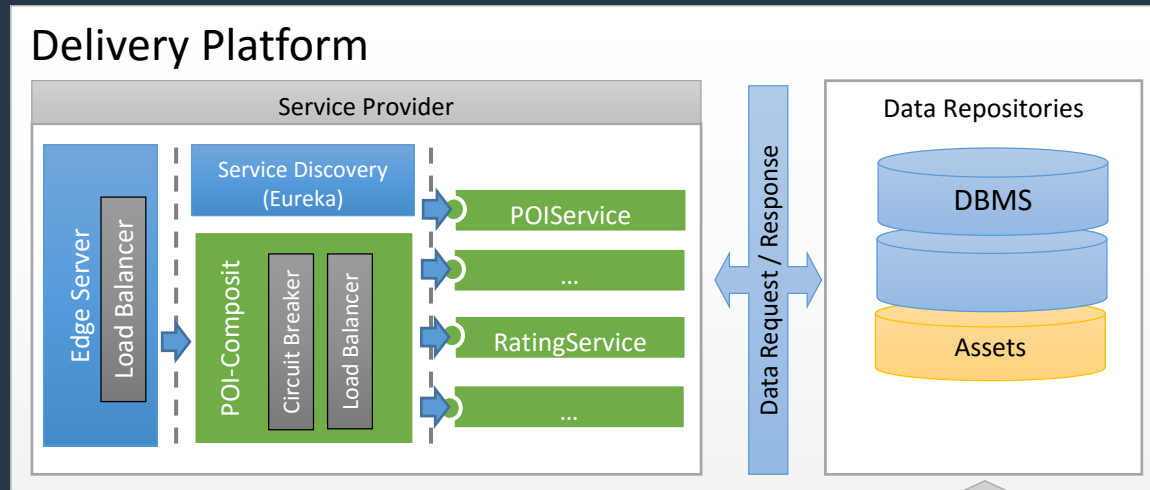 Delivery Platform
Service Provider
Edge Server
Load Balancer
Service Discovery
(Eureka)
POI-Composit
Circuit Breaker
Load Balancer
POIService
...
RatingService
...
Data Request / Response
Data Repositories
DBMS
Assets